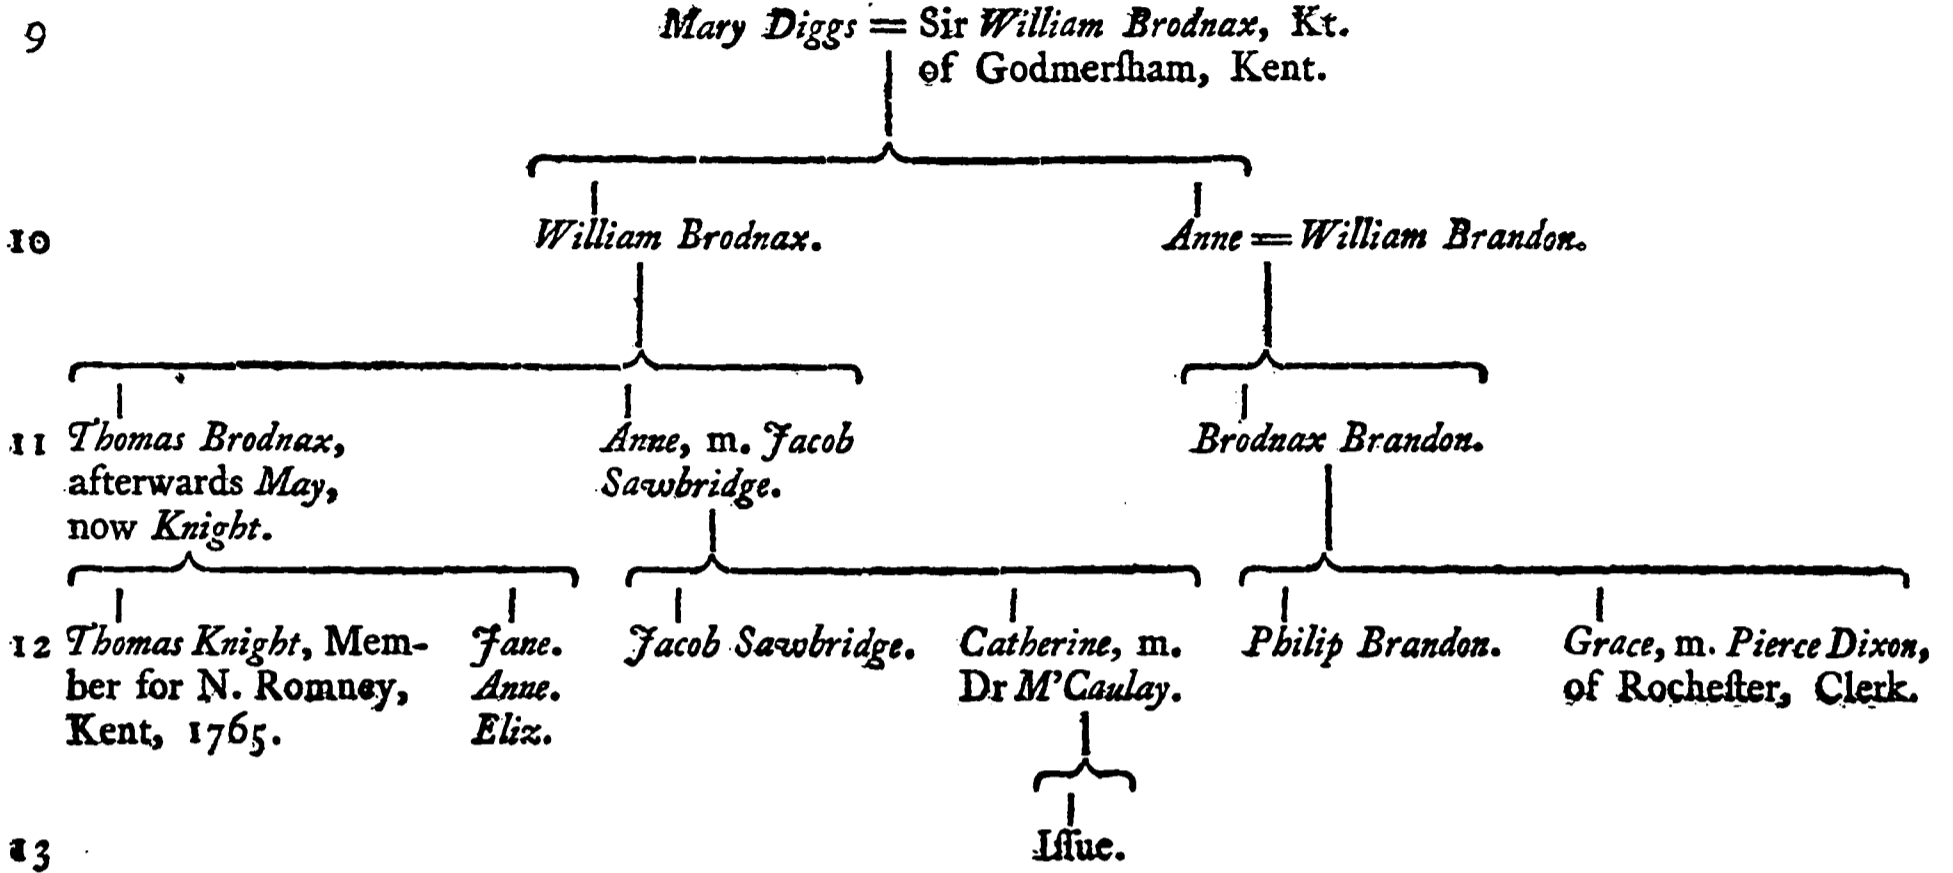 9 Mary Diggs = Sir William Brodnax, Kt.
of Godmerſham, Kent.
10 William Brodnax. Anne = William Brandon.
11 Thomas Brodnax, Anne, m. Jacob Brodnax Brandon.
afterwards May, Sawbridge.
now Knight.
12 Thomas Knight, Mem- Jane. Jacob Sawbridge. Catherine, m. Philip Brandon. Grace, m. Pierce Dixon,
ber for N. Romney, Anne. Dr M'Caulay. of Rocheſter, Clerk.
Kent, 1765. Eliz.
13 Iſſue.